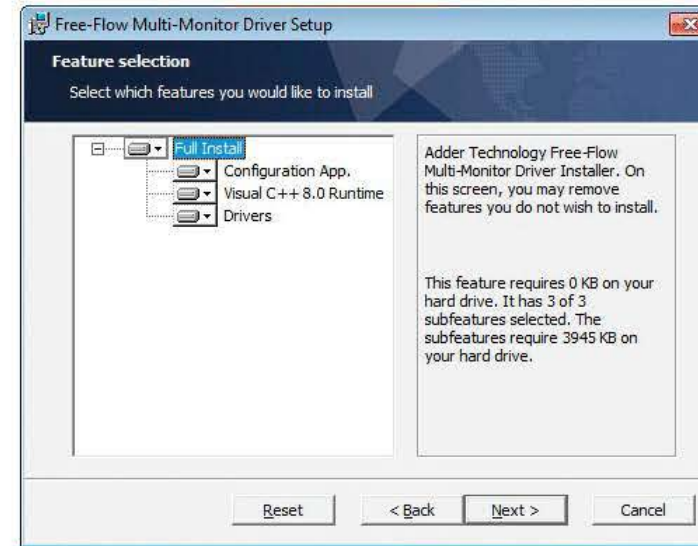 Free-Flow Multi-Monitor Driver Setup
Feature selection
Select which features you would like to install
Full Install
Configuration App.
Visual C++ 8.0 Runtime
Drivers
Adder Technology Free-Flow
Multi-Monitor Driver Installer. On
this screen, you may remove
features you do not wish to install.
This feature requires 0 KB on your
hard drive. It has 3 of 3
subfeatures selected. The
subfeatures require 3945 KB on
your hard drive.
Reset
< Back
Next >
Cancel